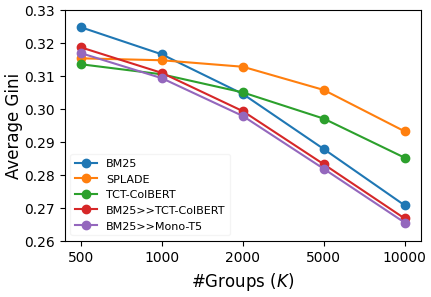 0.33
0.32
0.31
0.30
0.29
0.28
0.27
0.26
Average Gini
BM25
SPLADE
TCT-ColBERT
BM25>>TCT-ColBERT
BM25>>Mono-T5
500 1000 2000 5000 10000
#Groups (K)